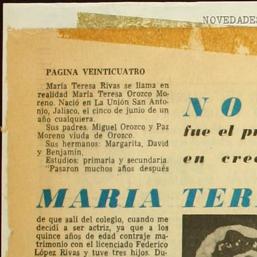 NOVEDADES
PAGINA VEINTICUATRO
María Teresa Rivas se llama en
realidad María Teresa Orozco Mo-
reno. Nació en La Unión San Anto-
nio, Jalisco, el cinco de junio de un
año cualquiera.
Sus padres: Miguel Orozco y Paz
Moreno viuda de Orozco.
Sus hermanos: Margarita, David
y Benjamín.
Estudios: primaria y secundaria.
"Pasaron muchos años después
NO
fue el pr
en cree
MARIA TER
de que salí del colegio, cuando me
decidí a ser actriz, ya que a los
quince años de edad contraje ma-
trimonio con el licenciado Federico
López Rivas y tuve tres hijos. Du-